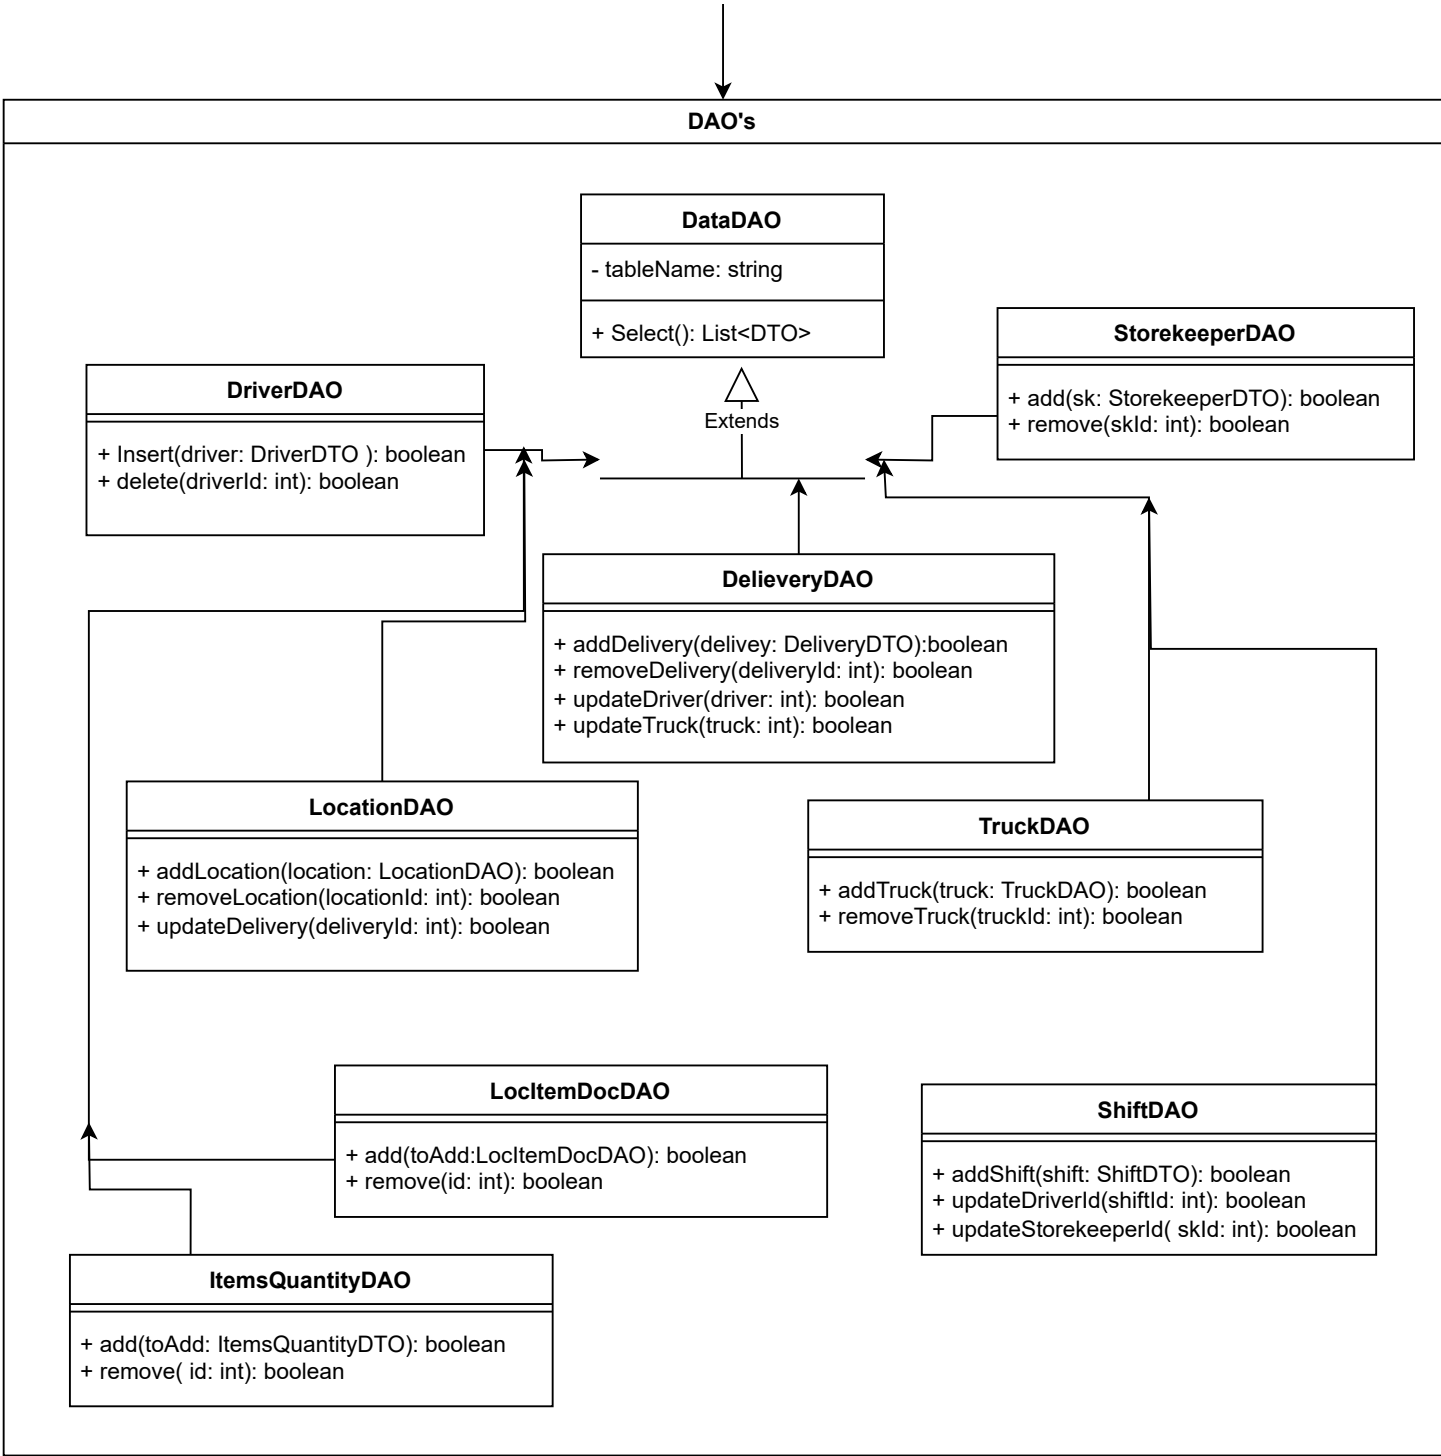 DAO's
DataDAO
- tableName: string
+ Select(): List<DTO>
Extends
StorekeeperDAO
+ add(sk: StorekeeperDTO): boolean
+ remove(skId: int): boolean
DriverDAO
+ Insert(driver: DriverDTO ): boolean
+ delete(driverId: int): boolean
DelieveryDAO
+ addDelivery(delivey: DeliveryDTO):boolean
+ removeDelivery(deliveryId: int): boolean
+ updateDriver(driver: int): boolean
+ updateTruck(truck: int): boolean
LocationDAO
+ addLocation(location: LocationDAO): boolean
+ removeLocation(locationId: int): boolean
+ updateDelivery(deliveryId: int): boolean
TruckDAO
+ addTruck(truck: TruckDAO): boolean
+ removeTruck(truckId: int): boolean
LocItemDocDAO
+ add(toAdd:LocItemDocDAO): boolean
+ remove(id: int): boolean
ShiftDAO
+ addShift(shift: ShiftDTO): boolean
+ updateDriverId(shiftId: int): boolean
+ updateStorekeeperId( skId: int): boolean
ItemsQuantityDAO
+ add(toAdd: ItemsQuantityDTO): boolean
+ remove( id: int): boolean